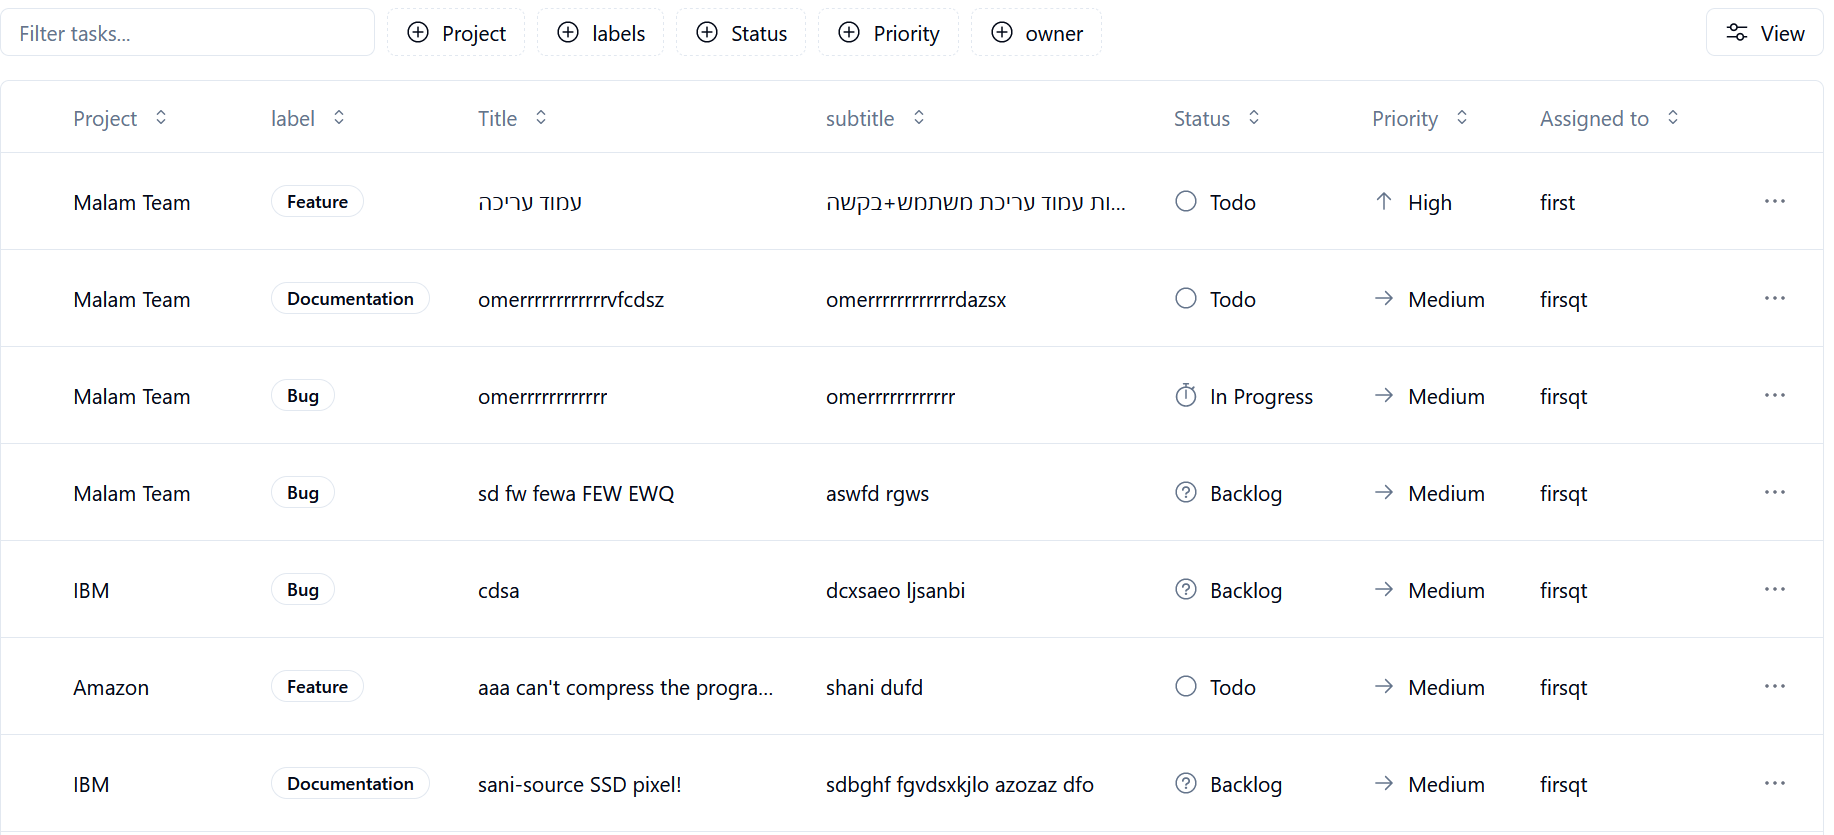 Filter tasks... Project labels Status Priority owner View
Project label Title subtitle Status Priority Assigned to
Malam Team Feature עמוד עריכה ות עמוד עריכת משתמש+בקשה... Todo High first
Malam Team Documentation omerrrrrrrrrrrrvfcdsz omerrrrrrrrrrrrdazsx Todo Medium firsqt
Malam Team Bug omerrrrrrrrrrrr omerrrrrrrrrrrr In Progress Medium firsqt
Malam Team Bug sd fw fewa FEW EWQ aswfd rgws Backlog Medium firsqt
IBM Bug cdsa dcxsaeo ljsanbi Backlog Medium firsqt
Amazon Feature aaa can't compress the progra... shani dufd Todo Medium firsqt
IBM Documentation sani-source SSD pixel! sdbghf fgvdsxkjlo azozaz dfo Backlog Medium firsqt